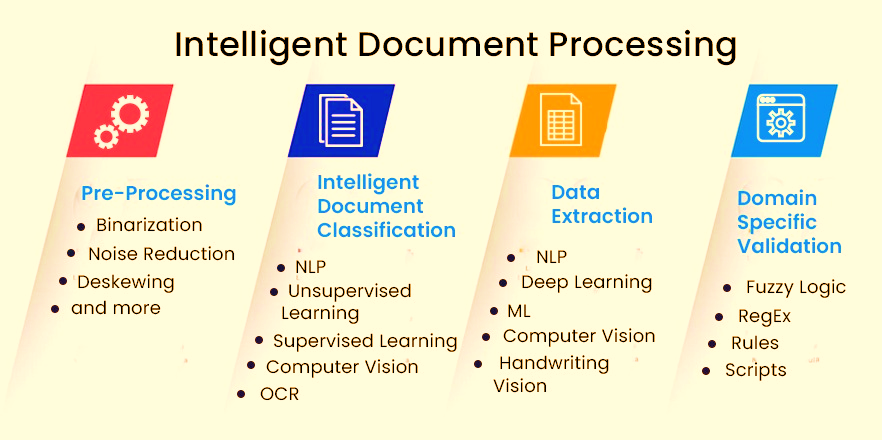 Intelligent Document Processing
Pre-Processing
Binarization
Noise Reduction
Deskewing
and more
Intelligent
Document
Classification
NLP
Unsupervised
Learning
Supervised Learning
Computer Vision
OCR
Data
Extraction
NLP
Deep Learning
ML
Computer Vision
Handwriting
Vision
Domain
Specific
Validation
Fuzzy Logic
RegEx
Rules
Scripts